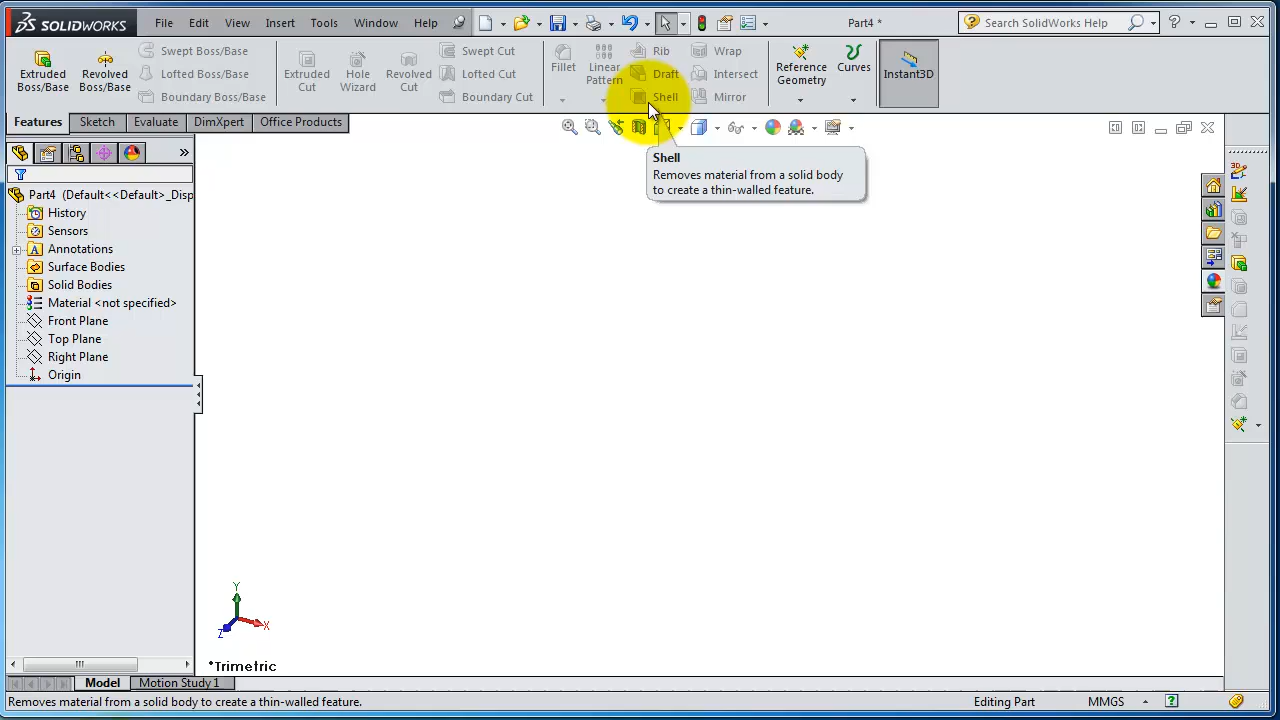 SOLIDWORKS
File Edit View Insert Tools Window Help
Part4 *
Search SolidWorks Help
Extruded Boss/Base
Revolved Boss/Base
Swept Boss/Base
Lofted Boss/Base
Boundary Boss/Base
Extruded Cut
Hole Wizard
Revolved Cut
Swept Cut
Lofted Cut
Boundary Cut
Fillet
Linear Pattern
Rib
Draft
Shell
Wrap
Intersect
Mirror
Reference Geometry
Curves
Instant3D
Features Sketch Evaluate DimXpert Office Products
Shell
Removes material from a solid body
to create a thin-walled feature.
Part4 (Default<<Default>_Disp
History
Sensors
Annotations
Surface Bodies
Solid Bodies
Material <not specified>
Front Plane
Top Plane
Right Plane
Origin
Y
X
Z
*Trimetric
Model Motion Study 1
Removes material from a solid body to create a thin-walled feature. Editing Part MMGS